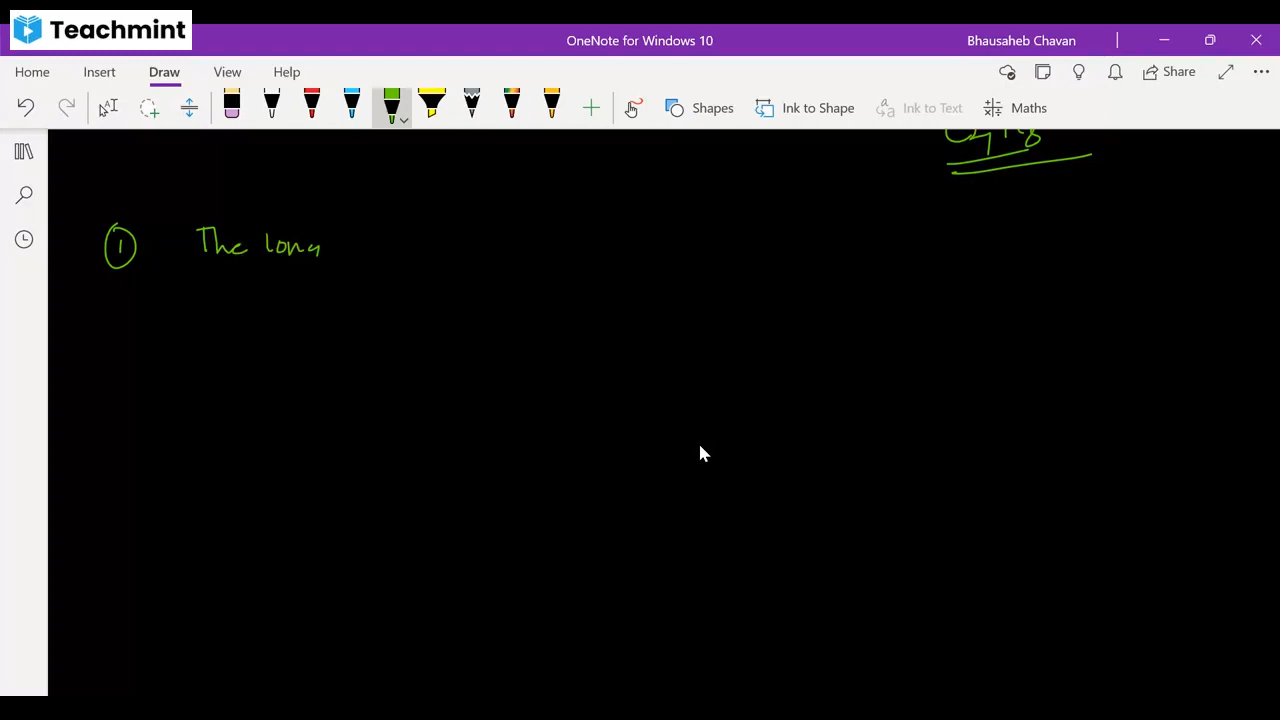 Teachmint
OneNote for Windows 10
Bhausaheb Chavan
Home Insert Draw View Help
Share
Shapes Ink to Shape Ink to Text Maths
① The long